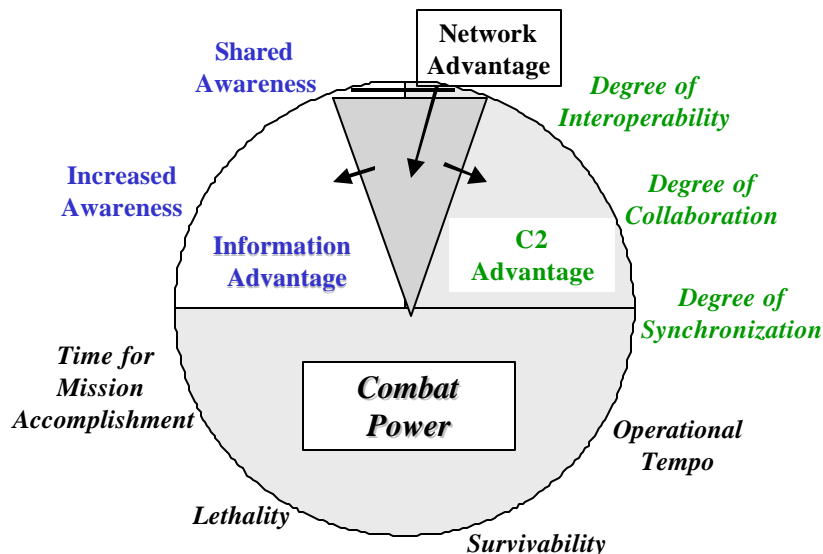 Network
Advantage
Shared
Awareness
Degree of
Interoperability
Increased
Awareness
Degree of
Collaboration
Information
Advantage
C2
Advantage
Degree of
Synchronization
Time for
Mission
Accomplishment
Combat
Power
Operational
Tempo
Lethality
Survivability